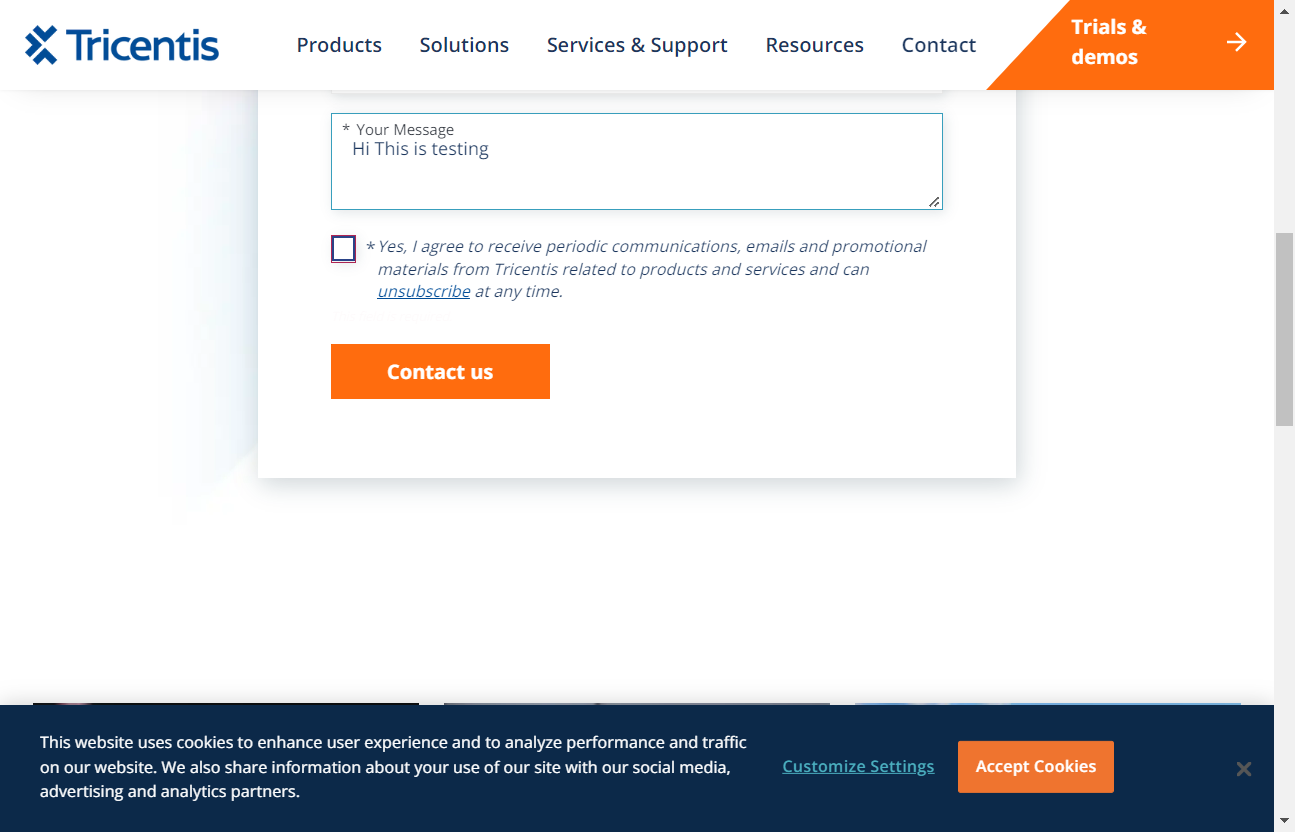 Tricentis
Products
Solutions
Services & Support
Resources
Contact
Trials &
demos
* Your Message
Hi This is testing
* Yes, I agree to receive periodic communications, emails and promotional
materials from Tricentis related to products and services and can
unsubscribe at any time.
Contact us
This website uses cookies to enhance user experience and to analyze performance and traffic
on our website. We also share information about your use of our site with our social media,
advertising and analytics partners.
Customize Settings
Accept Cookies